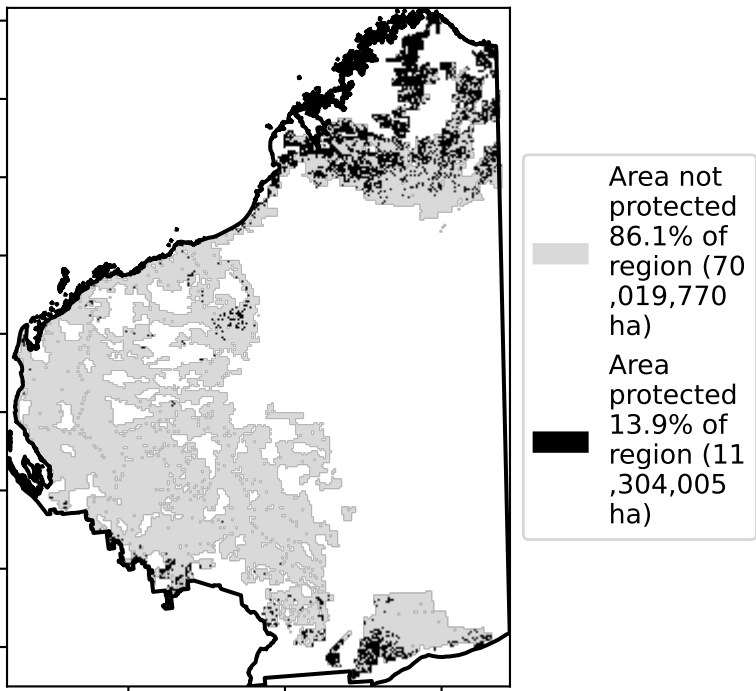 Area not
protected
86.1% of
region (70
,019,770
ha)
Area
protected
13.9% of
region (11
,304,005
ha)